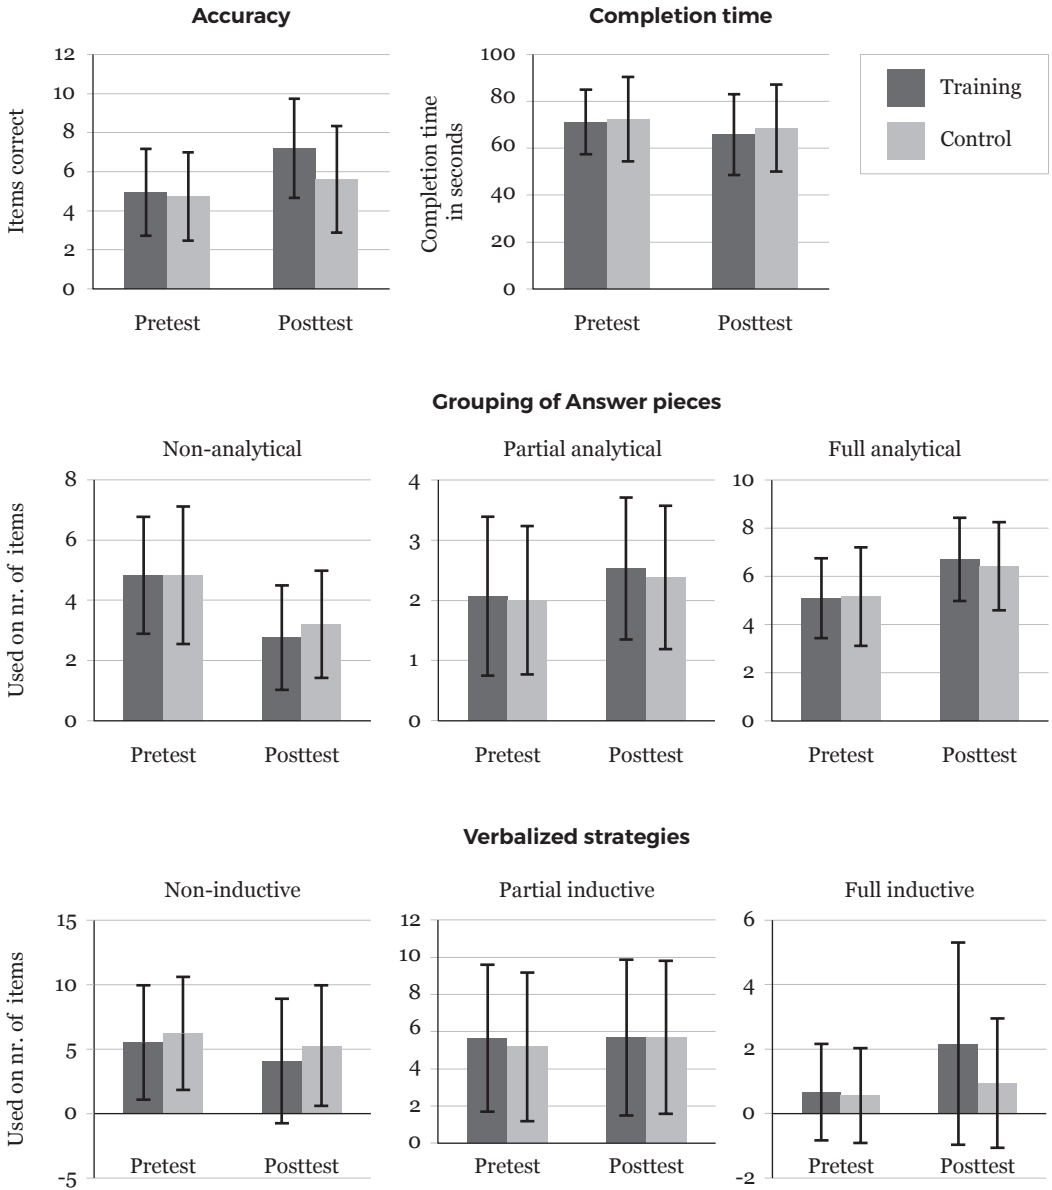 Accuracy
Items correct
12
10
8
6
4
2
0
Pretest Posttest
Completion time
Completion time
in seconds
100
80
60
40
20
0
Pretest Posttest
Training
Control
Grouping of Answer pieces
Used on nr. of items
Non-analytical
8
6
4
2
0
Pretest Posttest
Partial analytical
4
3
2
1
0
Pretest Posttest
Full analytical
10
8
6
4
2
0
Pretest Posttest
Verbalized strategies
Used on nr. of items
Non-inductive
15
10
5
0
-5
Pretest Posttest
Partial inductive
12
10
8
6
4
2
0
Pretest Posttest
Full inductive
6
4
2
0
-2
Pretest Posttest